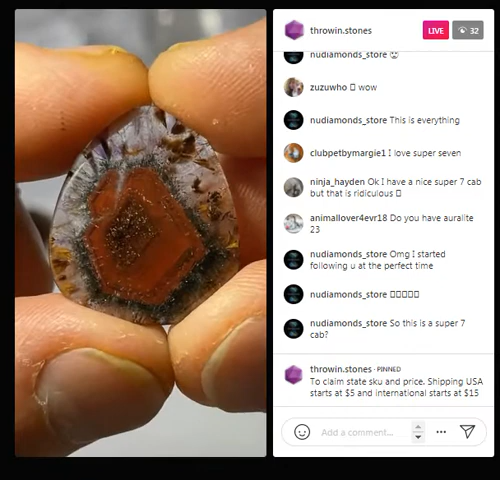 throwin.stones
LIVE
32
nudiamonds_store
zuzuwho wow
nudiamonds_store This is everything
clubpetbymargie1 I love super seven
ninja_hayden Ok I have a nice super 7 cab
but that is ridiculous
animallover4evr18 Do you have auralite
23
nudiamonds_store Omg I started
following u at the perfect time
nudiamonds_store
nudiamonds_store So this is a super 7
cab?
throwin.stones · PINNED
To claim state sku and price. Shipping USA
starts at $5 and international starts at $15
Add a comment...